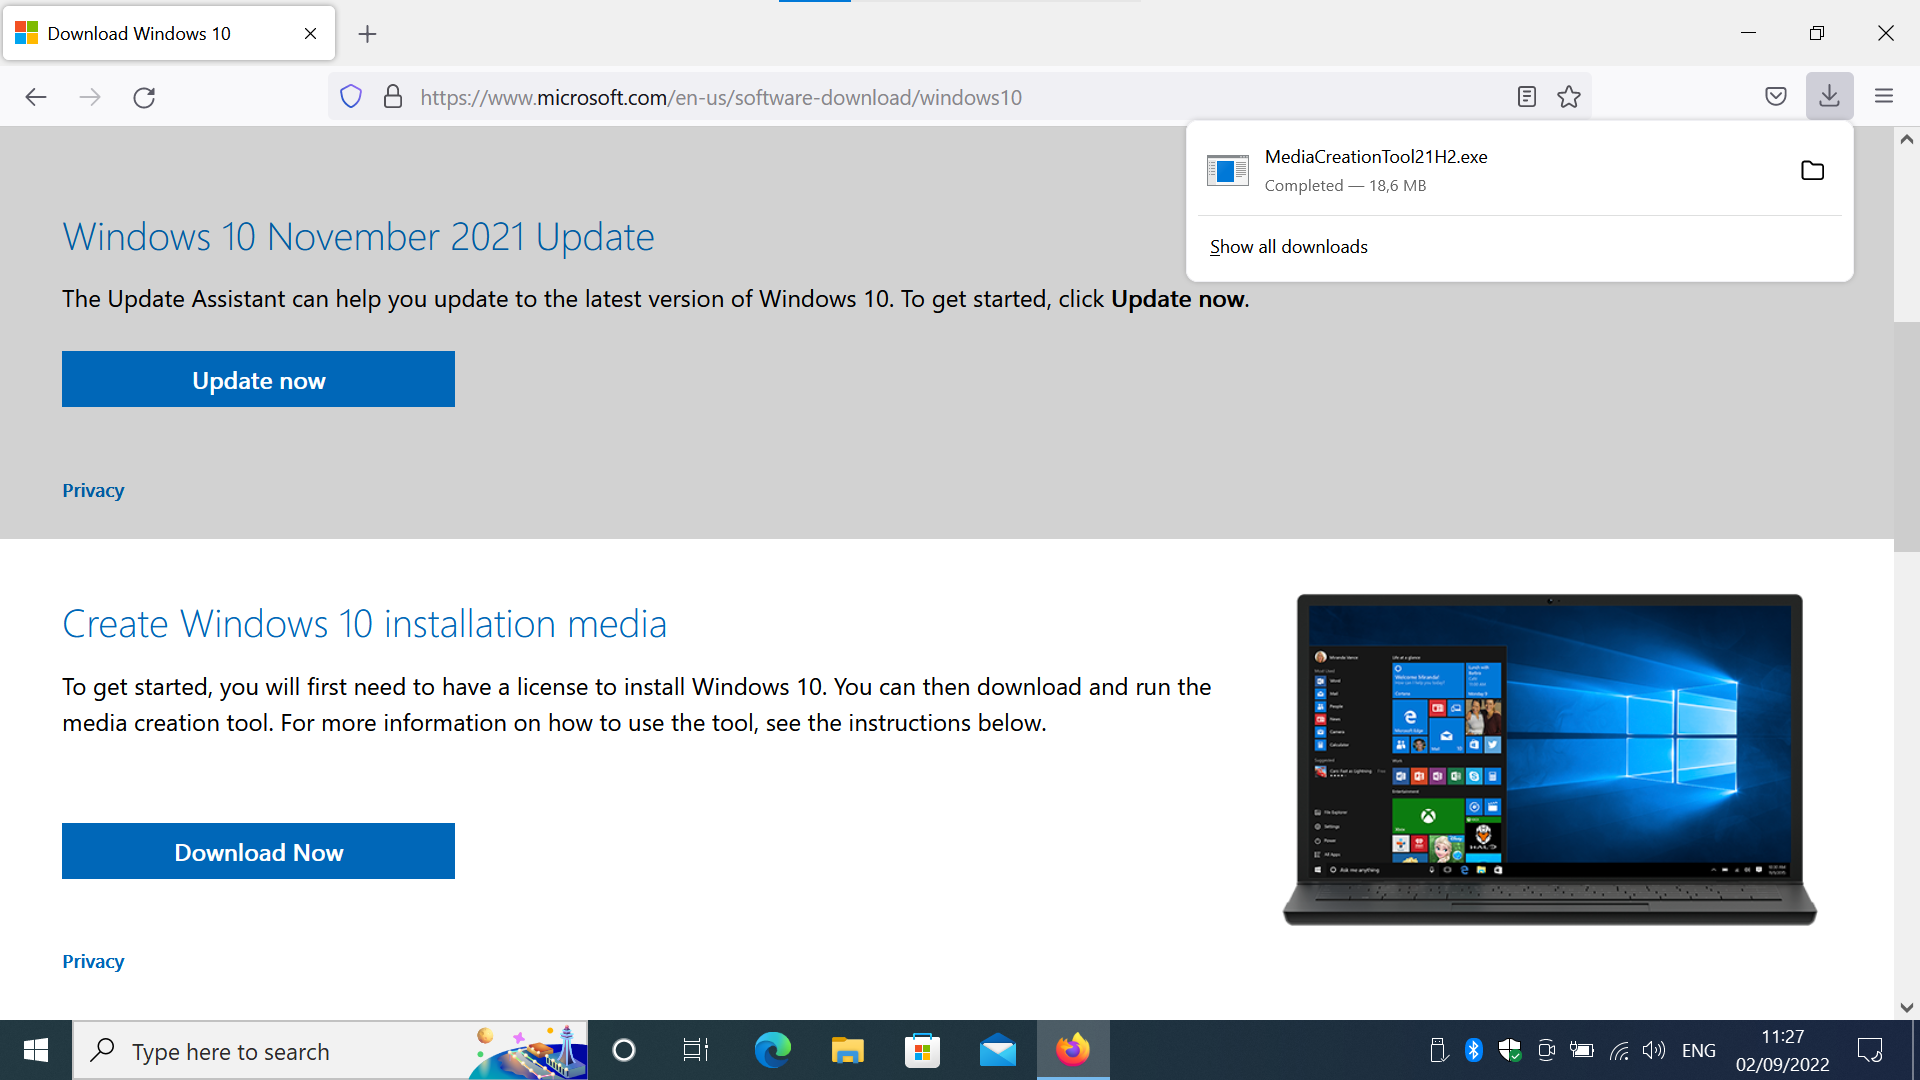 Download Windows 10
https://www.microsoft.com/en-us/software-download/windows10
MediaCreationTool21H2.exe
Completed — 18,6 MB
Show all downloads
Windows 10 November 2021 Update
The Update Assistant can help you update to the latest version of Windows 10. To get started, click Update now.
Update now
Privacy
Create Windows 10 installation media
To get started, you will first need to have a license to install Windows 10. You can then download and run the
media creation tool. For more information on how to use the tool, see the instructions below.
Download Now
Privacy
Type here to search
ENG
11:27
02/09/2022